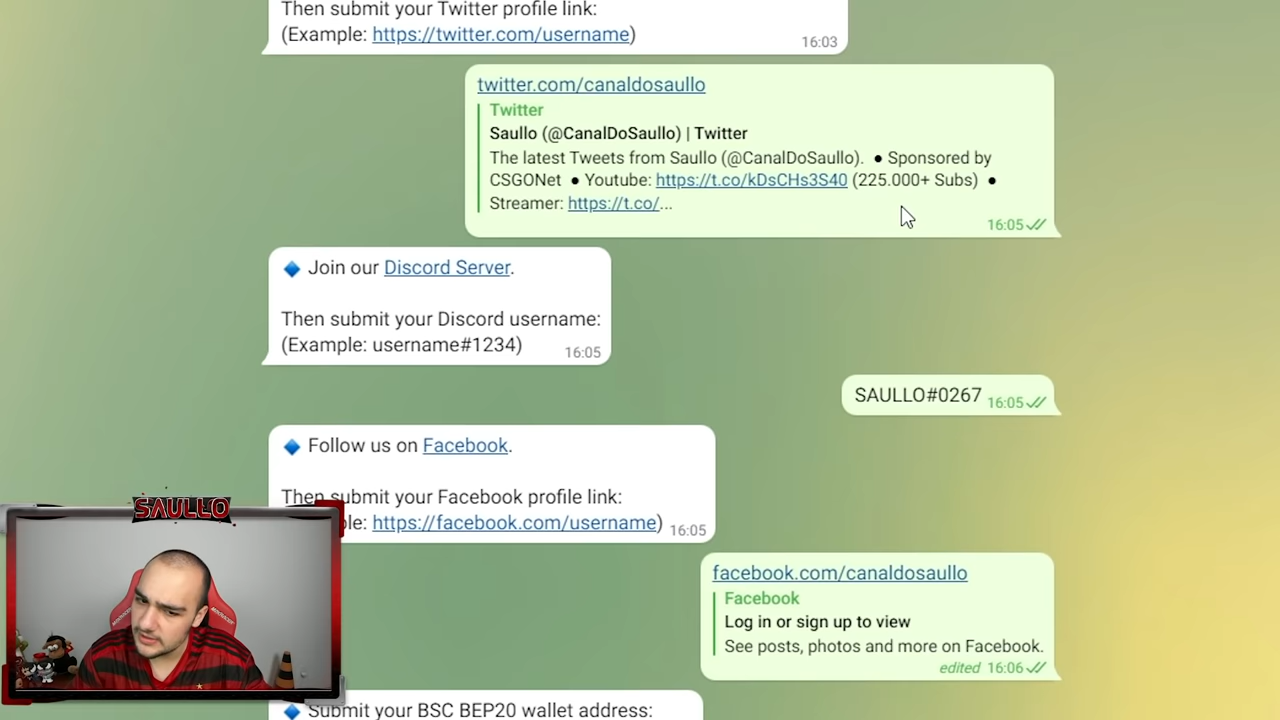 Then submit your Twitter profile link:
(Example: https://twitter.com/username)
16:03
twitter.com/canaldosaullo
Twitter
Saullo (@CanalDoSaullo) | Twitter
The latest Tweets from Saullo (@CanalDoSaullo). ● Sponsored by
CSGONet ● Youtube: https://t.co/kDsCHs3S40 (225.000+ Subs) ●
Streamer: https://t.co/...
16:05
Join our Discord Server.
Then submit your Discord username:
(Example: username#1234)
16:05
SAULLO#0267 16:05
Follow us on Facebook.
Then submit your Facebook profile link:
ple: https://facebook.com/username) 16:05
facebook.com/canaldosaullo
Facebook
Log in or sign up to view
See posts, photos and more on Facebook.
edited 16:06
SAULLO
Submit your BSC BEP20 wallet address: